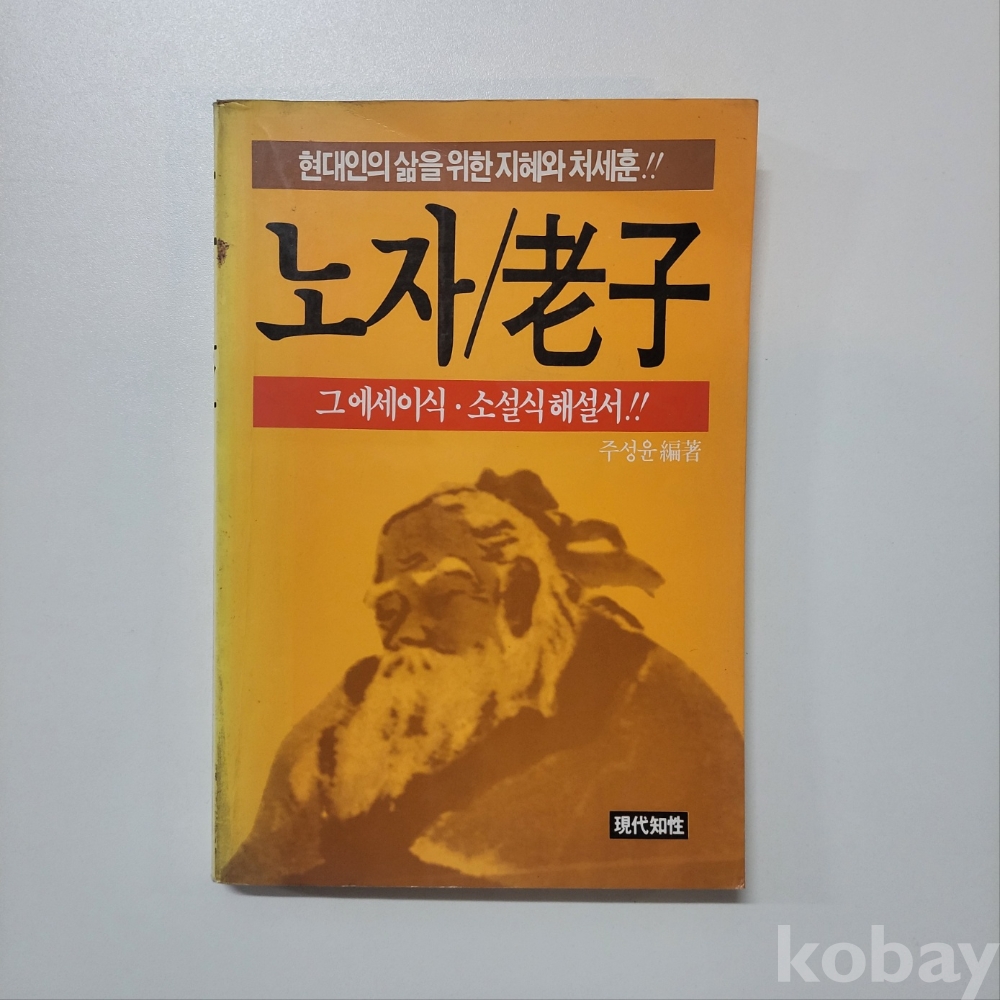 현대인의 삶을 위한 지혜와 처세훈!!
노자/老子
그 에세이식·소설식 해설서!!
주성윤 編著
現代知性
kobay